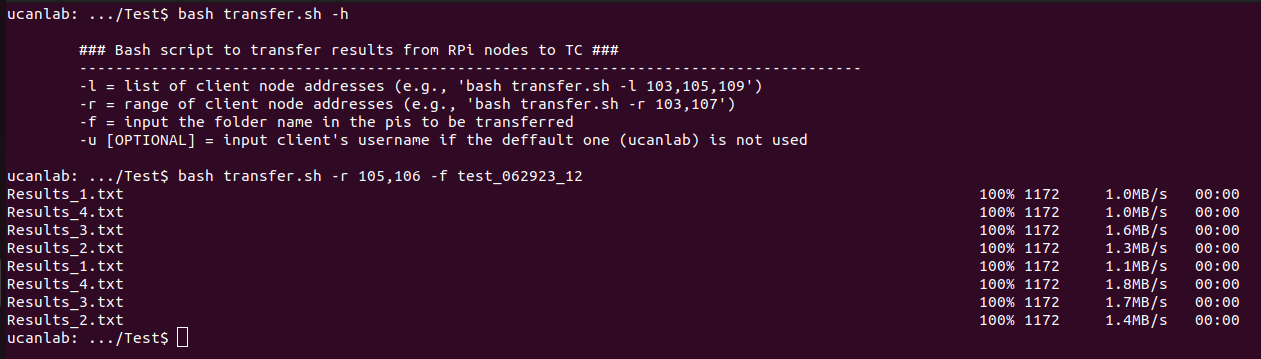 ucanlab: .../Test$ bash transfer.sh -h
### Bash script to transfer results from RPi nodes to TC ###
---------------------------------------------------------------------------------------
-l = list of client node addresses (e.g., 'bash transfer.sh -l 103,105,109')
-r = range of client node addresses (e.g., 'bash transfer.sh -r 103,107')
-f = input the folder name in the pis to be transferred
-u [OPTIONAL] = input client's username if the deffault one (ucanlab) is not used
ucanlab: .../Test$ bash transfer.sh -r 105,106 -f test_062923_12
Results_1.txt 100% 1172 1.0MB/s 00:00
Results_4.txt 100% 1172 1.0MB/s 00:00
Results_3.txt 100% 1172 1.6MB/s 00:00
Results_2.txt 100% 1172 1.3MB/s 00:00
Results_1.txt 100% 1172 1.1MB/s 00:00
Results_4.txt 100% 1172 1.8MB/s 00:00
Results_3.txt 100% 1172 1.7MB/s 00:00
Results_2.txt 100% 1172 1.4MB/s 00:00
ucanlab: .../Test$